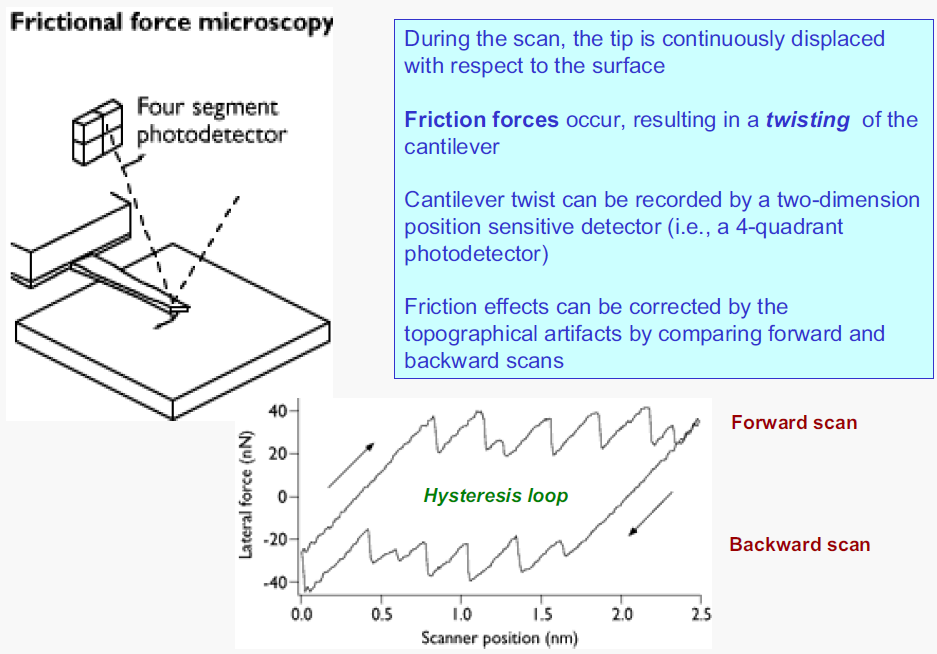 Frictional force microscopy
Four segment
photodetector
During the scan, the tip is continuously displaced
with respect to the surface
Friction forces occur, resulting in a twisting of the
cantilever
Cantilever twist can be recorded by a two-dimension
position sensitive detector (i.e., a 4-quadrant
photodetector)
Friction effects can be corrected by the
topographical artifacts by comparing forward and
backward scans
Lateral force (nN)
40
20
0
-20
-40
Hysteresis loop
Forward scan
Backward scan
0.0 0.5 1.0 1.5 2.0 2.5
Scanner position (nm)